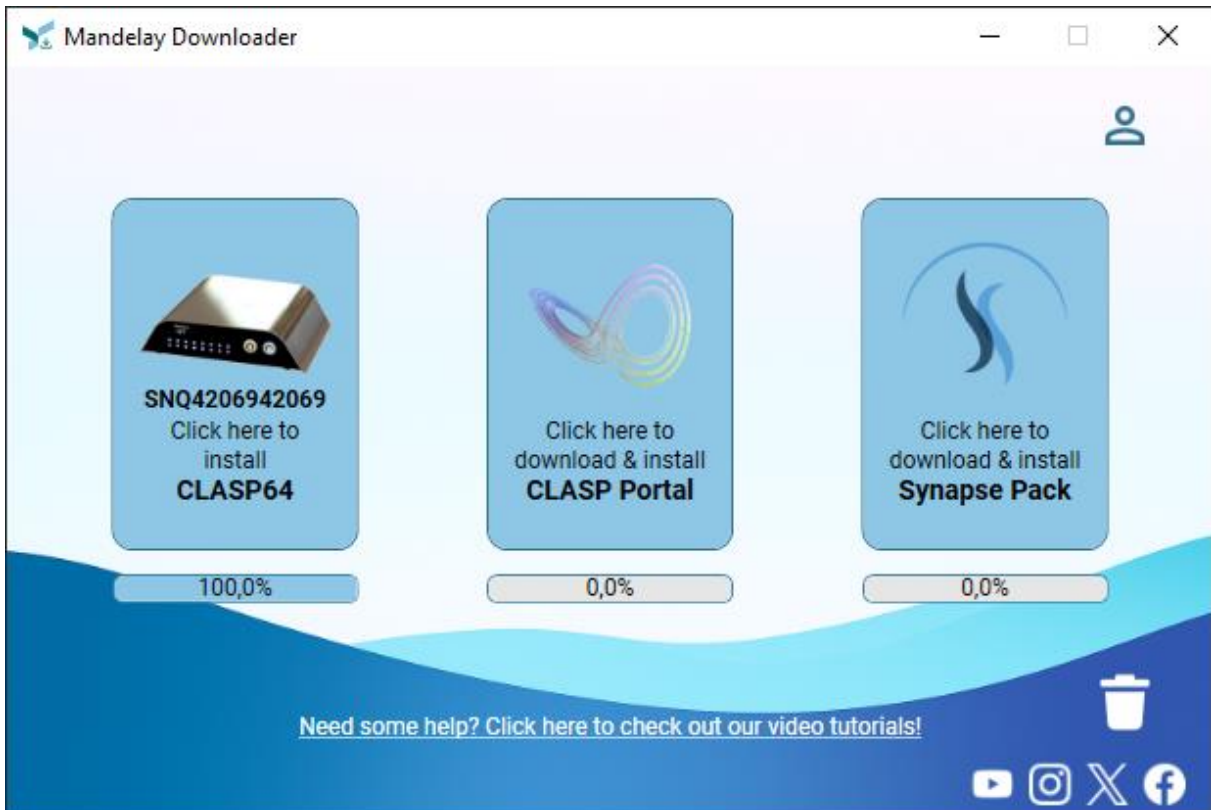 Mandelay Downloader
SNQ4206942069
Click here to
install
CLASP64
Click here to
download & install
CLASP Portal
Click here to
download & install
Synapse Pack
100,0%
0,0%
0,0%
Need some help? Click here to check out our video tutorials!